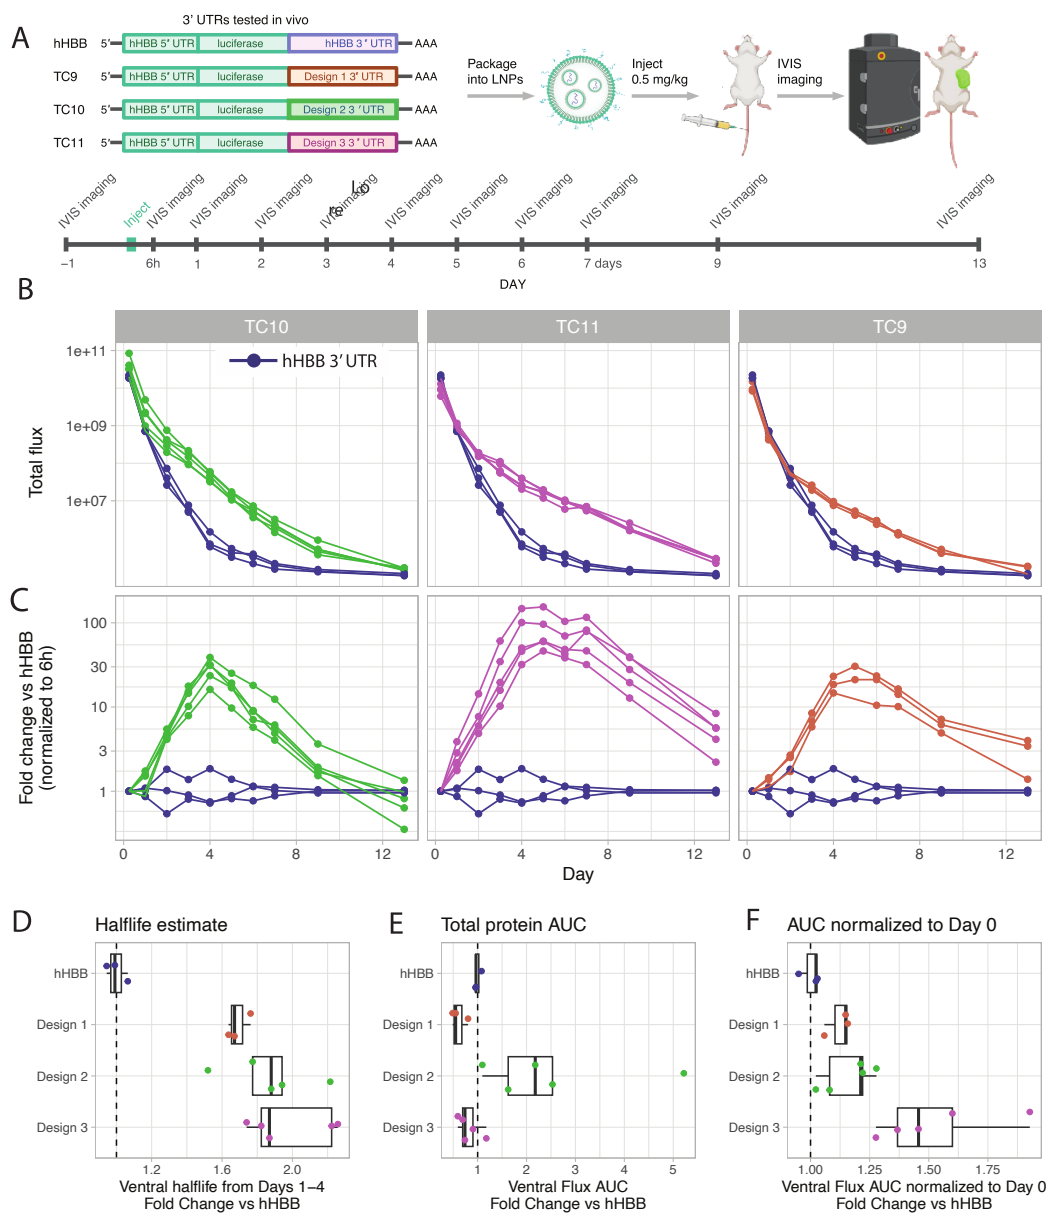 A
3′ UTRs tested in vivo
hHBB 5′ hHBB 5′ UTR luciferase hHBB 3′ UTR AAA
TC9 5′ hHBB 5′ UTR luciferase Design 1 3′ UTR AAA
TC10 5′ hHBB 5′ UTR luciferase Design 2 3′ UTR AAA
TC11 5′ hHBB 5′ UTR luciferase Design 3 3′ UTR AAA
Package
into LNPs
Inject
0.5 mg/kg
IVIS
imaging
IVIS imaging Inject IVIS imaging IVIS imaging IVIS imaging IVIS imaging IVIS imaging IVIS imaging IVIS imaging IVIS imaging IVIS imaging IVIS imaging IVIS imaging
Lo
re
−1 6h 1 2 3 4 5 6 7 days 9 13
DAY
B
TC10 TC11 TC9
hHBB 3′ UTR
Total flux
1e+11
1e+09
1e+07
C
Fold change vs hHBB
(normalized to 6h)
100
30
10
3
1
0 4 8 12 0 4 8 12 0 4 8 12
Day
D
Halflife estimate
hHBB
Design 1
Design 2
Design 3
1.2 1.6 2.0
Ventral halflife from Days 1−4
Fold Change vs hHBB
E
Total protein AUC
hHBB
Design 1
Design 2
Design 3
1 2 3 4 5
Ventral Flux AUC
Fold Change vs hHBB
F
AUC normalized to Day 0
hHBB
Design 1
Design 2
Design 3
1.00 1.25 1.50 1.75
Ventral Flux AUC normalized to Day 0
Fold Change vs hHBB